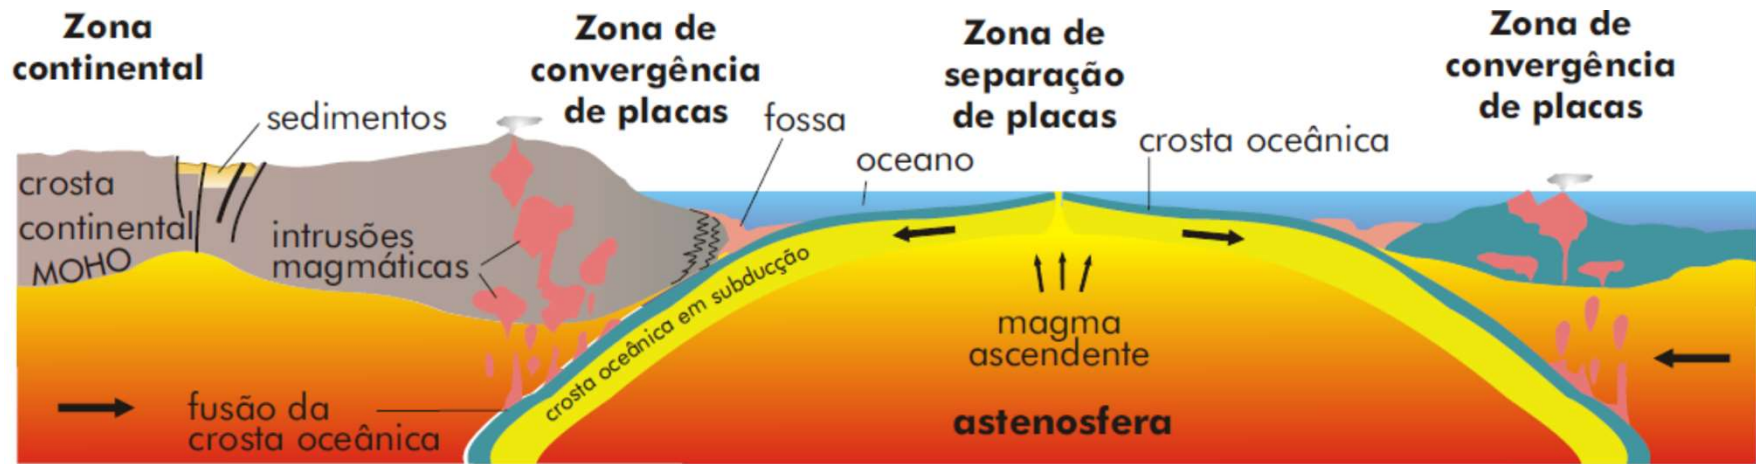 Zona
continental
Zona de
convergência
de placas
Zona de
separação
de placas
Zona de
convergência
de placas
sedimentos
fossa
oceano
crosta oceânica
crosta
continental
MOHO
intrusões
magmáticas
crosta oceânica em subducção
magma
ascendente
fusão da
crosta oceânica
astenosfera